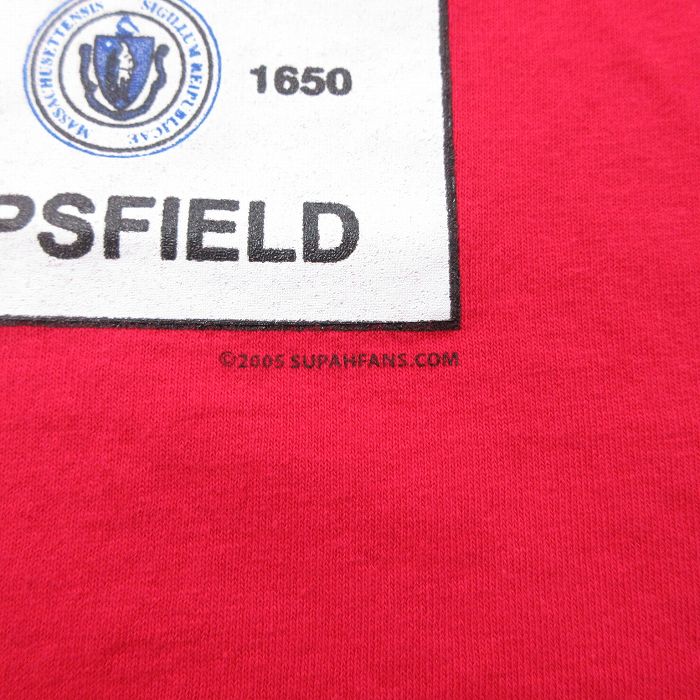 SIGILLUM REIPUBLICAE MASSACHUSETTENSIS
1650
PSFIELD
©2005 SUPAHFANS.COM